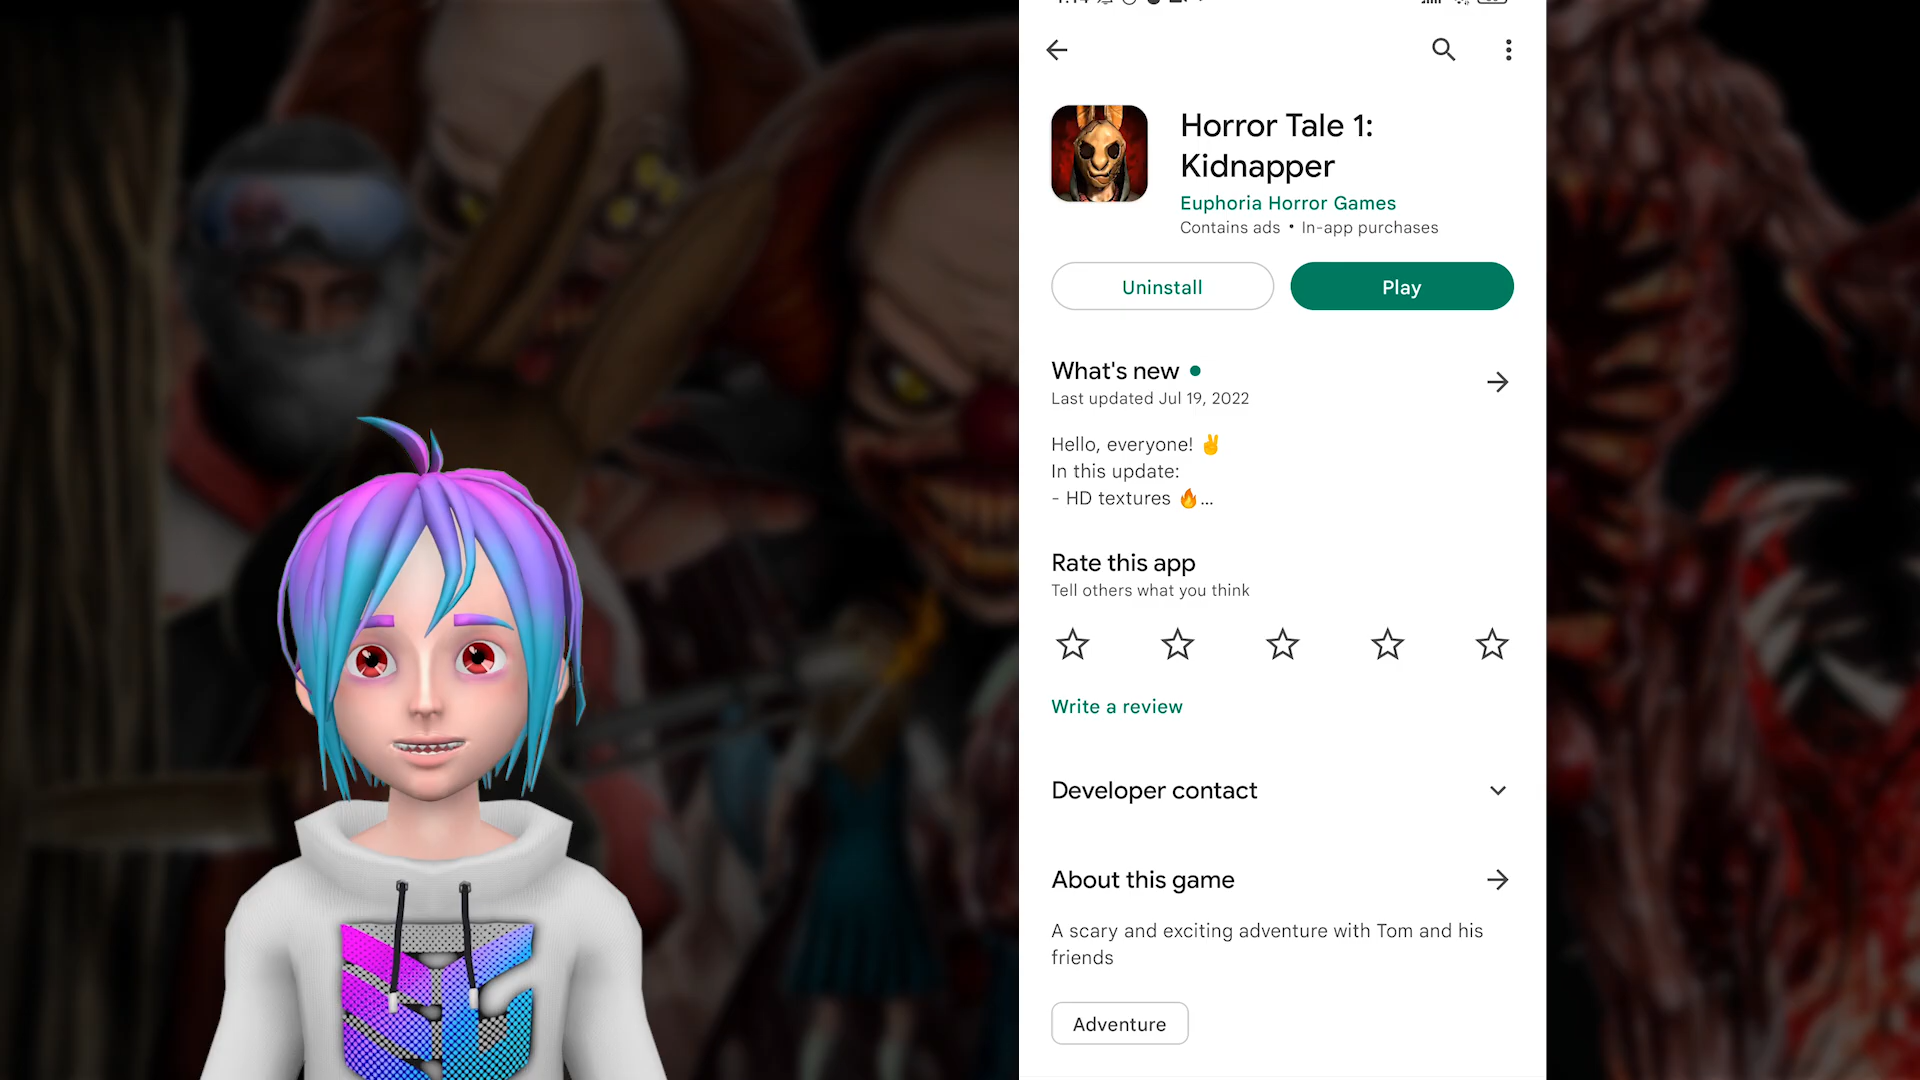 Horror Tale 1:
Kidnapper
Euphoria Horror Games
Contains ads • In-app purchases
Uninstall
Play
What's new
Last updated Jul 19, 2022
Hello, everyone! ✌️
In this update:
- HD textures 🔥...
Rate this app
Tell others what you think
Write a review
Developer contact
About this game
A scary and exciting adventure with Tom and his
friends
Adventure